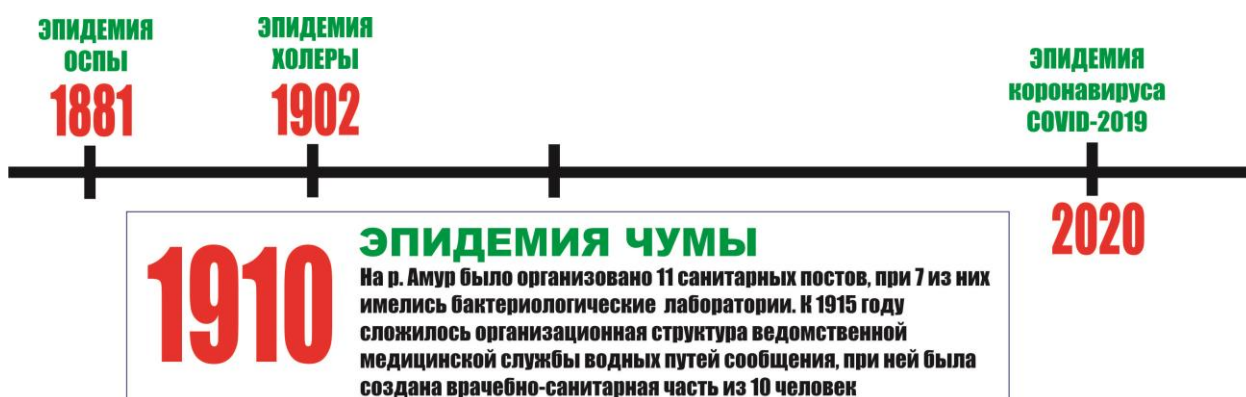 ЭПИДЕМИЯ
ОСПЫ
1881
ЭПИДЕМИЯ
ХОЛЕРЫ
1902
ЭПИДЕМИЯ
коронавируса
COVID-2019
2020
1910
ЭПИДЕМИЯ ЧУМЫ
На р. Амур было организовано 11 санитарных постов, при 7 из них
имелись бактериологические лаборатории. К 1915 году
сложилось организационная структура ведомственной
медицинской службы водных путей сообщения, при ней была
создана врачебно-санитарная часть из 10 человек